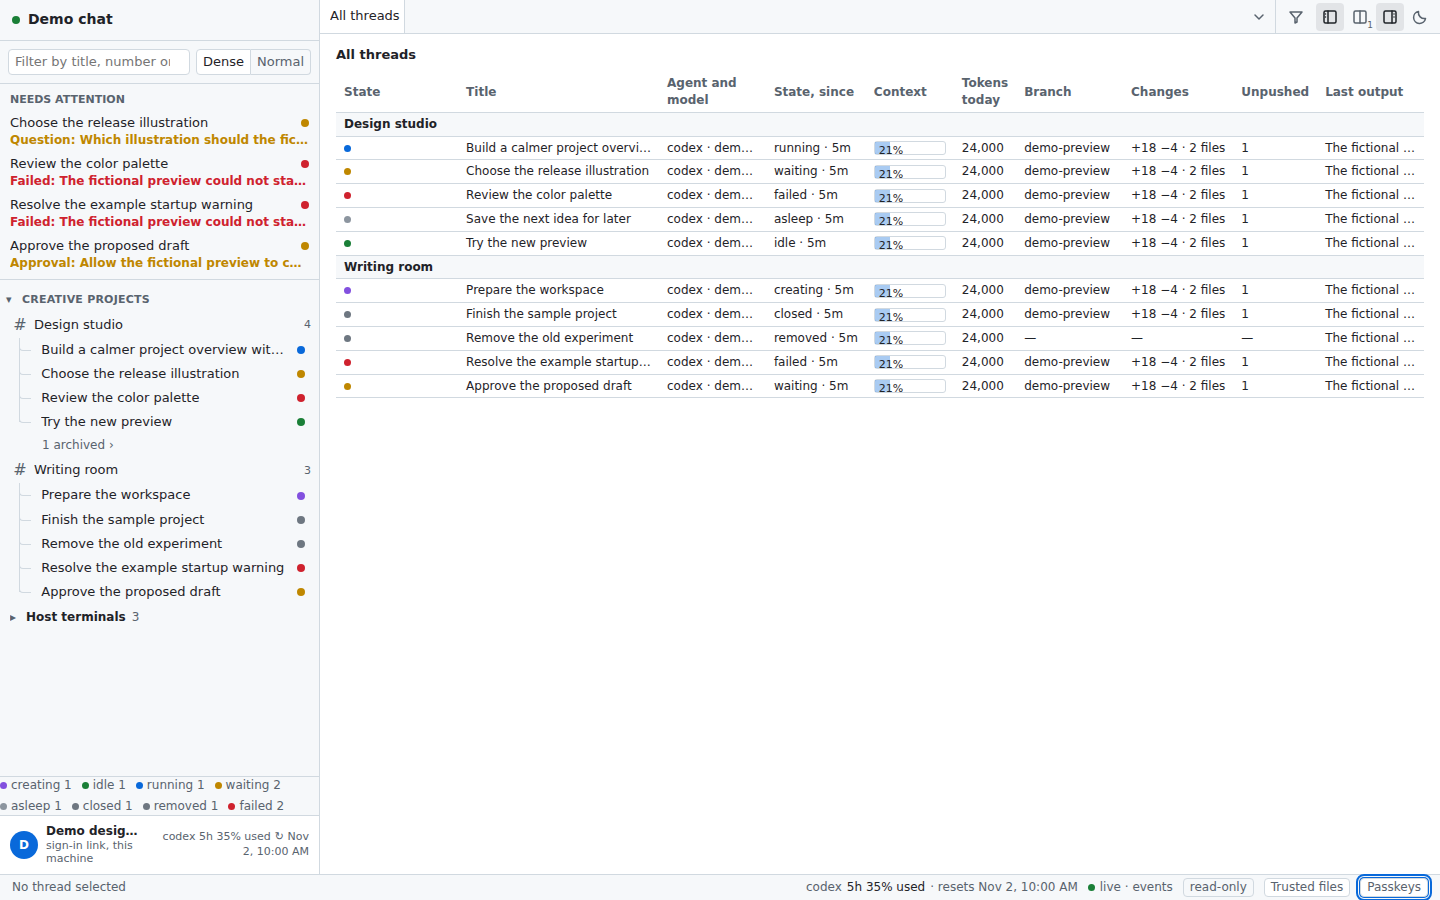 Demo chat
Filter by title, number or
Dense Normal
NEEDS ATTENTION
Choose the release illustration
Question: Which illustration should the fic...
Review the color palette
Failed: The fictional preview could not sta...
Resolve the example startup warning
Failed: The fictional preview could not sta...
Approve the proposed draft
Approval: Allow the fictional preview to c...
▾ CREATIVE PROJECTS
# Design studio 4
Build a calmer project overview wit...
Choose the release illustration
Review the color palette
Try the new preview
1 archived ›
# Writing room 3
Prepare the workspace
Finish the sample project
Remove the old experiment
Resolve the example startup warning
Approve the proposed draft
▸ Host terminals 3
creating 1 idle 1 running 1 waiting 2
asleep 1 closed 1 removed 1 failed 2
D
Demo desig...
sign-in link, this
machine
codex 5h 35% used ↻ Nov
2, 10:00 AM
All threads
1
All threads
State Title Agent and model State, since Context Tokens today Branch Changes Unpushed Last output
Design studio
Build a calmer project overvi... codex · dem... running · 5m 21% 24,000 demo-preview +18 −4 · 2 files 1 The fictional ...
Choose the release illustration codex · dem... waiting · 5m 21% 24,000 demo-preview +18 −4 · 2 files 1 The fictional ...
Review the color palette codex · dem... failed · 5m 21% 24,000 demo-preview +18 −4 · 2 files 1 The fictional ...
Save the next idea for later codex · dem... asleep · 5m 21% 24,000 demo-preview +18 −4 · 2 files 1 The fictional ...
Try the new preview codex · dem... idle · 5m 21% 24,000 demo-preview +18 −4 · 2 files 1 The fictional ...
Writing room
Prepare the workspace codex · dem... creating · 5m 21% 24,000 demo-preview +18 −4 · 2 files 1 The fictional ...
Finish the sample project codex · dem... closed · 5m 21% 24,000 demo-preview +18 −4 · 2 files 1 The fictional ...
Remove the old experiment codex · dem... removed · 5m 21% 24,000 — — — The fictional ...
Resolve the example startup... codex · dem... failed · 5m 21% 24,000 demo-preview +18 −4 · 2 files 1 The fictional ...
Approve the proposed draft codex · dem... waiting · 5m 21% 24,000 demo-preview +18 −4 · 2 files 1 The fictional ...
No thread selected
codex 5h 35% used · resets Nov 2, 10:00 AM live · events read-only Trusted files Passkeys